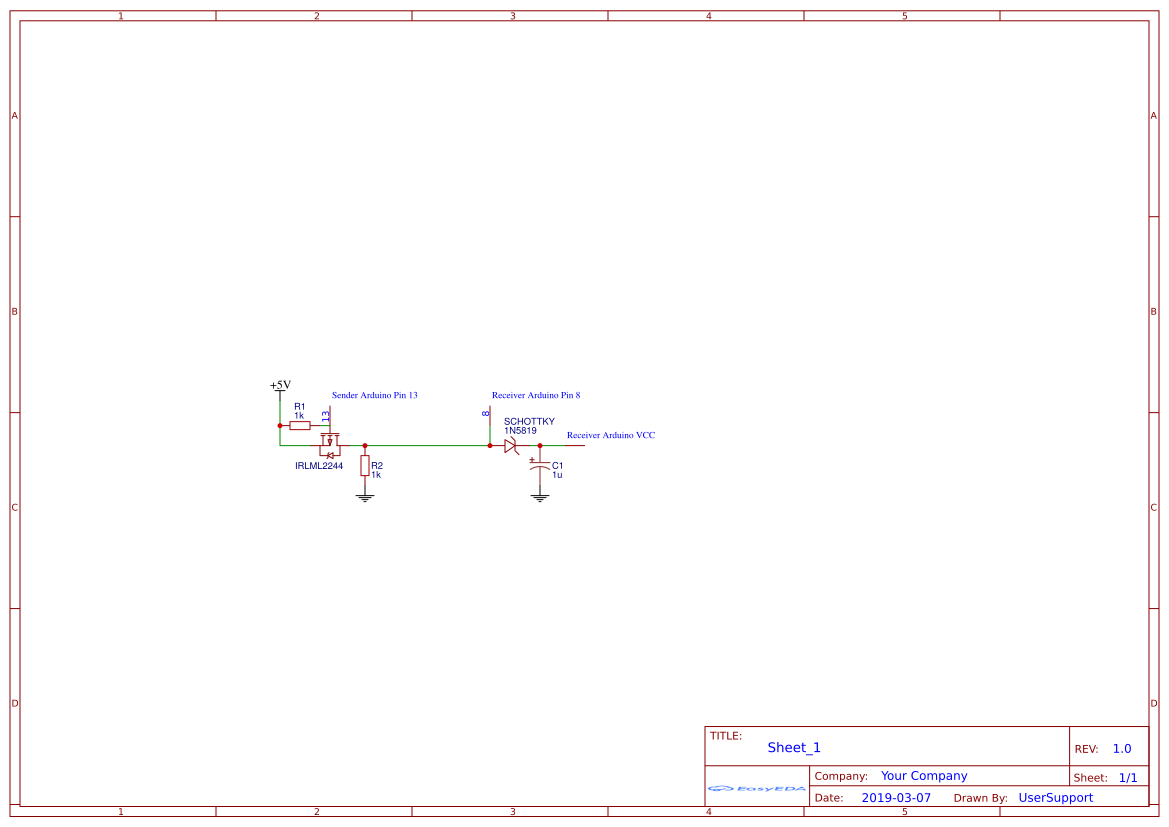 1 2 3 4 5
A A
B B
+5V
Sender Arduino Pin 13
Receiver Arduino Pin 8
R1
1k
13
8
SCHOTTKY
1N5819
Receiver Arduino VCC
IRLML2244
R2
1k
+
C1
1u
C C
D D
TITLE:
Sheet_1
REV: 1.0
Company: Your Company
Sheet: 1/1
EasyEDA
Date: 2019-03-07 Drawn By: UserSupport
1 2 3 4 5